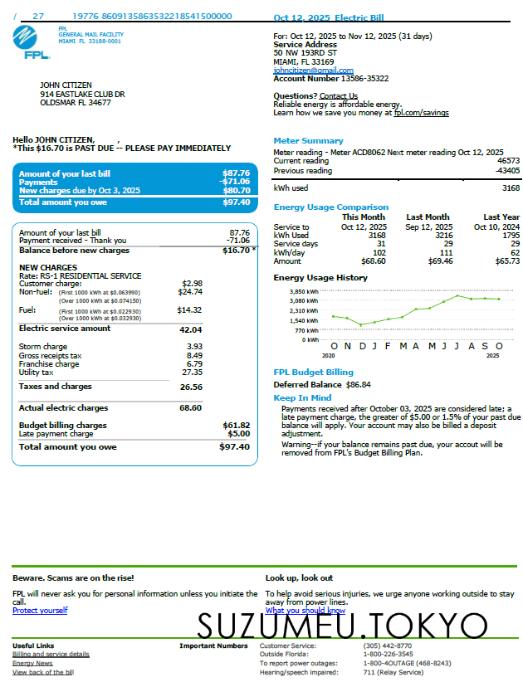 / 27 19776 8609135863532218541500000
Oct 12, 2025 Electric Bill
FPL
GENERAL MAIL FACILITY
MIAMI FL 33188-0001
FPL.
JOHN CITIZEN
914 EASTLAKE CLUB DR
OLDSMAR FL 34677
For: Oct 12, 2025 to Nov 12, 2025 (31 days)
Service Address
50 NW 193RD ST
MIAMI, FL 33169
johncitizen@gmail.com
Account Number 13586-35322
Questions? Contact Us
Reliable energy is affordable energy.
Learn how we save you money at fpl.com/savings
Hello JOHN CITIZEN, ,
*This $16.70 is PAST DUE -- PLEASE PAY IMMEDIATELY
Amount of your last bill $87.76
Payments -$71.06
New charges due by Oct 3, 2025 $80.70
Total amount you owe $97.40
Amount of your last bill 87.76
Payment received - Thank you -71.06
Balance before new charges $16.70 *
NEW CHARGES
Rate: RS-1 RESIDENTIAL SERVICE
Customer charge: $2.98
Non-fuel: (First 1000 kWh at $0.063990) $24.74
(Over 1000 kWh at $0.074150)
Fuel: (First 1000 kWh at $0.022930) $14.32
(Over 1000 kWh at $0.032930)
Electric service amount 42.04
Storm charge 3.93
Gross receipts tax 8.49
Franchise charge 6.79
Utility tax 27.35
Taxes and charges 26.56
Actual electric charges 68.60
Budget billing charges $61.82
Late payment charge $5.00
Total amount you owe $97.40
Meter Summary
Meter reading - Meter ACD8062 Next meter reading Oct 12, 2025
Current reading 46573
Previous reading -43405
kWh used 3168
Energy Usage Comparison
This Month Last Month Last Year
Service to Oct 12, 2025 Sep 12, 2025 Oct 10, 2024
kWh Used 3168 3216 1795
Service days 31 29 29
kWh/day 102 111 62
Amount $68.60 $69.46 $65.73
Energy Usage History
3,850 kWh
3,080 kWh
2,310 kWh
1,540 kWh
770 kWh
0 kWh
O N D J F M A M J J A S O
2020 2025
FPL Budget Billing
Deferred Balance $86.84
Keep In Mind
Payments received after October 03, 2025 are considered late; a
late payment charge, the greater of $5.00 or 1.5% of your past due
balance will apply. Your account may also be billed a deposit
adjustment.
Warning--if your balance remains past due, your accout will be
removed from FPL's Budget Billing Plan.
Beware. Scams are on the rise!
FPL will never ask you for personal information unless you initiate the
call.
Protect yourself
Look up, look out
To help avoid serious injuries, we urge anyone working outside to stay
away from power lines.
What you should know
SUZUMEU.TOKYO
Useful Links
Billing and service details
Energy News
View back of the bill
Important Numbers
Customer Service: (305) 442-8770
Outside Florida: 1-800-226-3545
To report power outages: 1-800-4OUTAGE (468-8243)
Hearing/speech impaired: 711 (Relay Service)